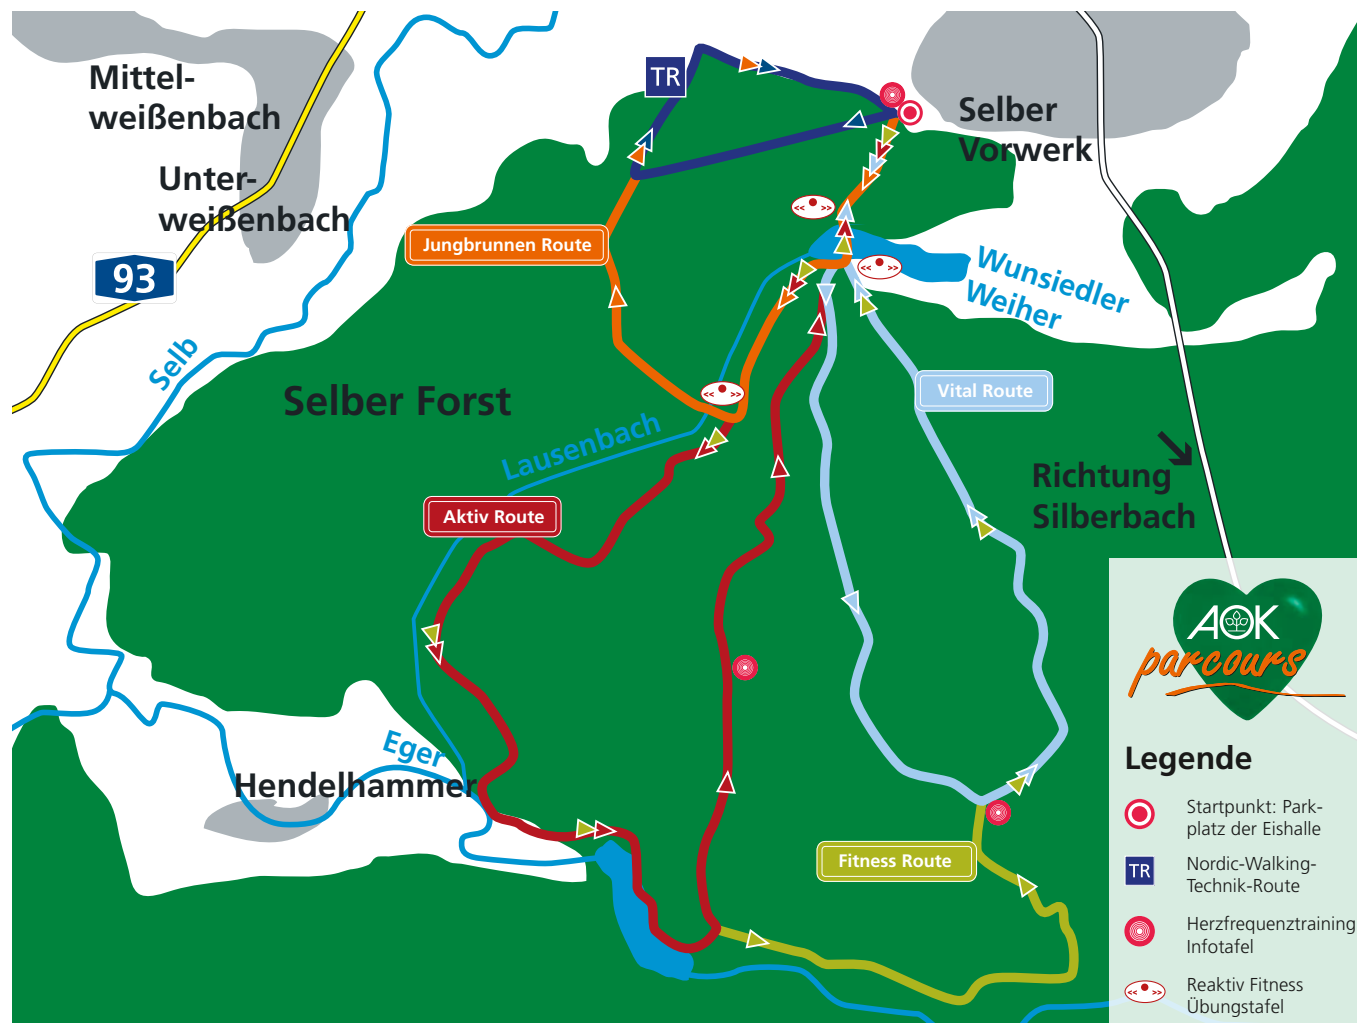 Mittel-
weißenbach
Unter-
weißenbach
93
Selb
TR
Selber
Vorwerk
Jungbrunnen Route
<< >>
<< >>
Wunsiedler
Weiher
Selber Forst
<< >>
Vital Route
Lausenbach
Aktiv Route
Richtung
Silberbach
Eger
Hendelhammer
Fitness Route
AOK
parcours
Legende
Startpunkt: Park-
platz der Eishalle
TR
Nordic-Walking-
Technik-Route
Herzfrequenztraining
Infotafel
<< >>
Reaktiv Fitness
Übungstafel